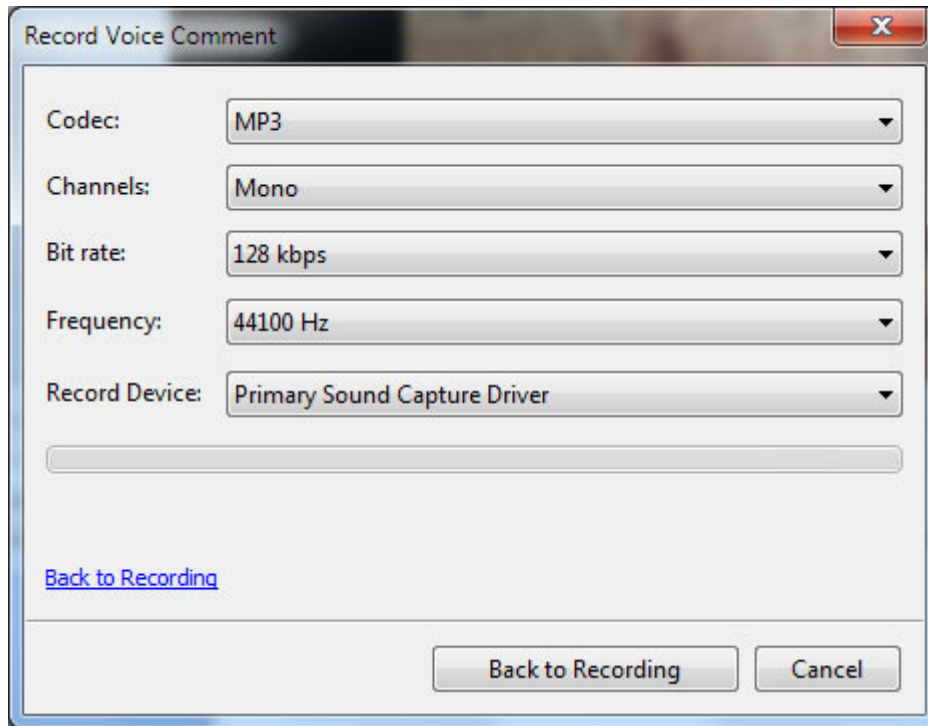 Record Voice Comment
Codec: MP3
Channels: Mono
Bit rate: 128 kbps
Frequency: 44100 Hz
Record Device: Primary Sound Capture Driver
Back to Recording
Back to Recording Cancel